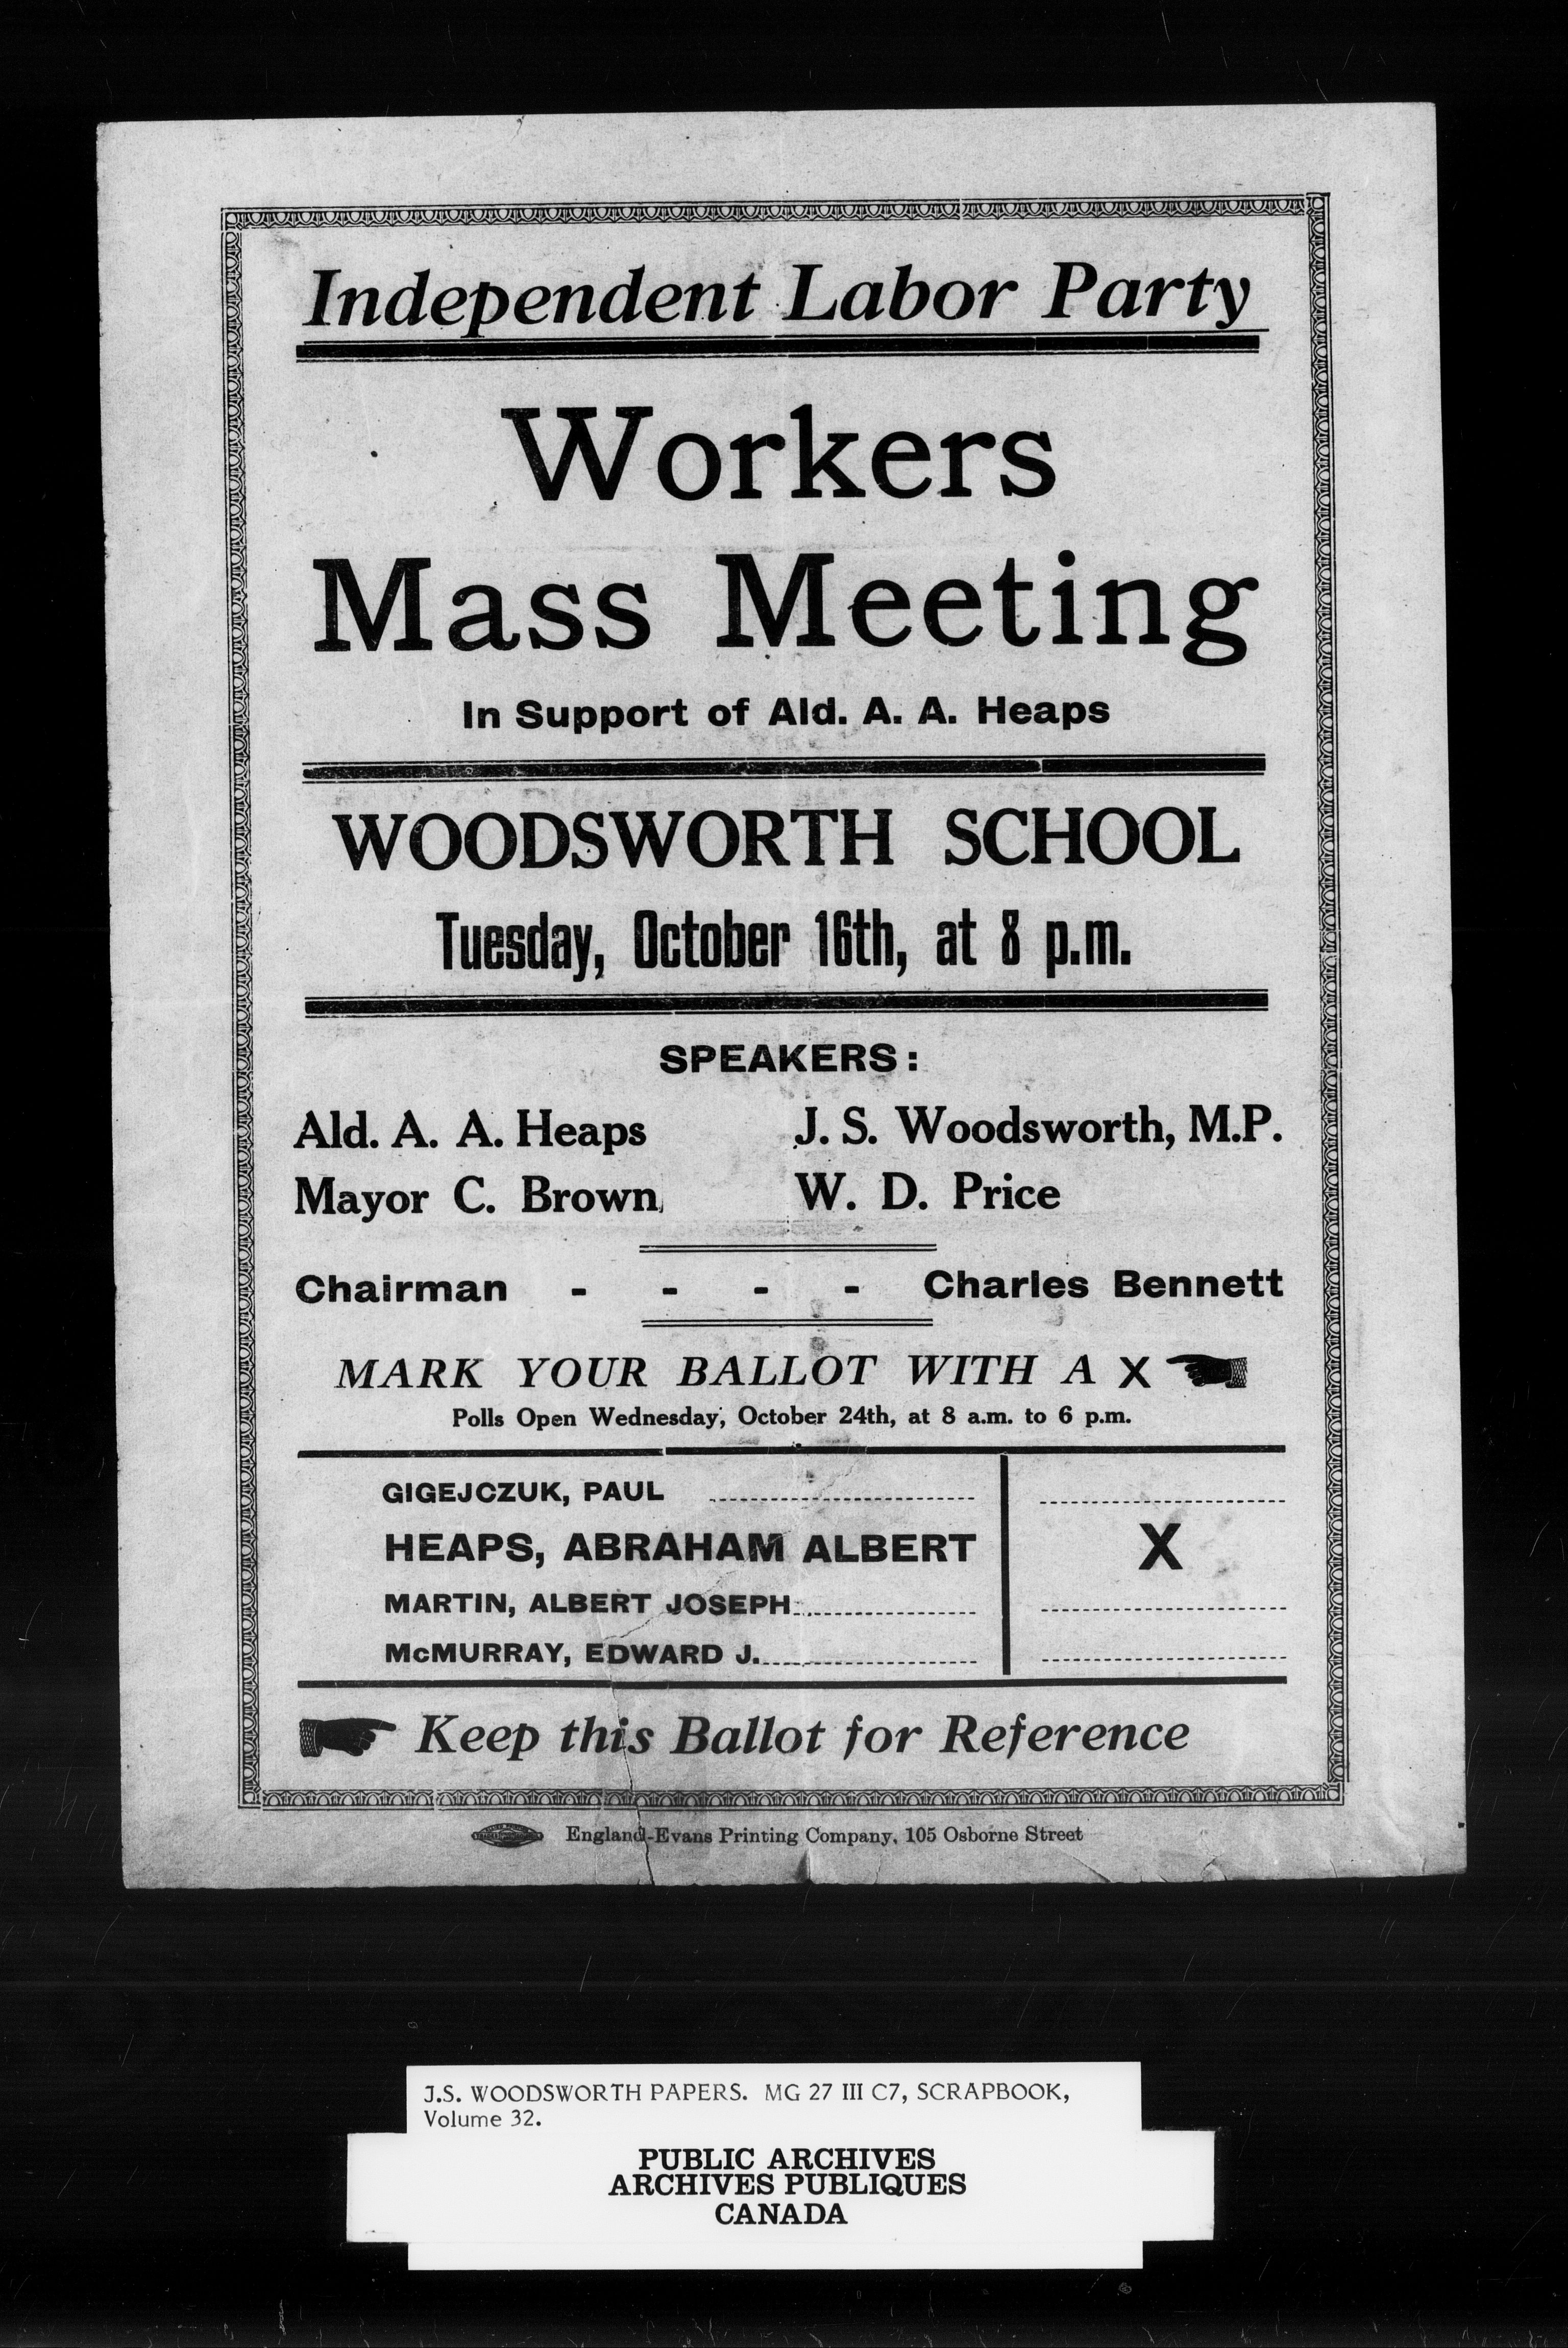 Independent Labor Party
Workers
Mass Meeting
In Support of Ald. A. A. Heaps
WOODSWORTH SCHOOL
Tuesday, October 16th, at 8 p.m.
SPEAKERS:
Ald. A. A. Heaps J. S. Woodsworth, M.P.
Mayor C. Brown W. D. Price
Chairman - - - - Charles Bennett
MARK YOUR BALLOT WITH A X
Polls Open Wednesday, October 24th, at 8 a.m. to 6 p.m.
GIGEJCZUK, PAUL
HEAPS, ABRAHAM ALBERT X
MARTIN, ALBERT JOSEPH
McMURRAY, EDWARD J.
Keep this Ballot for Reference
England-Evans Printing Company, 105 Osborne Street
J.S. WOODSWORTH PAPERS. MG 27 III C7, SCRAPBOOK,
Volume 32.
PUBLIC ARCHIVES
ARCHIVES PUBLIQUES
CANADA